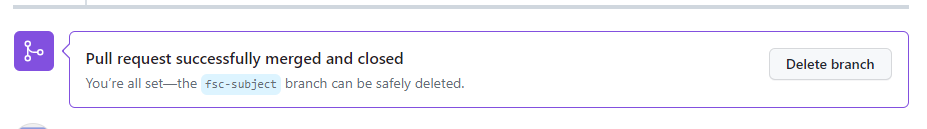 Pull request successfully merged and closed
You're all set—the fsc-subject branch can be safely deleted.
Delete branch